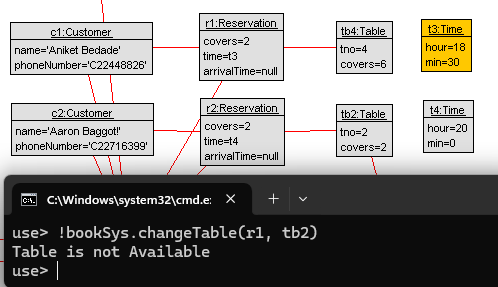 c1:Customer
name='Aniket Bedade'
phoneNumber='C22448826'
r1:Reservation
covers=2
time=t3
arrivalTime=null
tb4:Table
tno=4
covers=6
t3:Time
hour=18
min=30
c2:Customer
name='Aaron Baggot!'
phoneNumber='C22716399'
r2:Reservation
covers=2
time=t4
arrivalTime=null
tb2:Table
tno=2
covers=2
t4:Time
hour=20
min=0
C:\Windows\system32\cmd.e
use> !bookSys.changeTable(r1, tb2)
Table is not Available
use>